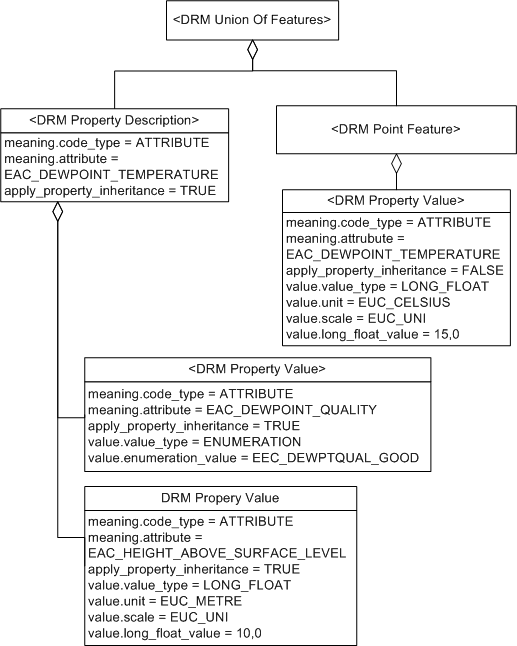 <DRM Union Of Features>
<DRM Property Description>
meaning.code_type = ATTRIBUTE
meaning.attribute =
EAC_DEWPOINT_TEMPERATURE
apply_property_inheritance = TRUE
<DRM Point Feature>
<DRM Property Value>
meaning.code_type = ATTRIBUTE
meaning.attrubute =
EAC_DEWPOINT_TEMPERATURE
apply_property_inheritance = FALSE
value.value_type = LONG_FLOAT
value.unit = EUC_CELSIUS
value.scale = EUC_UNI
value.long_float_value = 15,0
<DRM Property Value>
meaning.code_type = ATTRIBUTE
meaning.attribute = EAC_DEWPOINT_QUALITY
apply_property_inheritance = TRUE
value.value_type = ENUMERATION
value.enumeration_value = EEC_DEWPTQUAL_GOOD
DRM Propery Value
meaning.code_type = ATTRIBUTE
meaning.attribute =
EAC_HEIGHT_ABOVE_SURFACE_LEVEL
apply_property_inheritance = TRUE
value.value_type = LONG_FLOAT
value.unit = EUC_METRE
value.scale = EUC_UNI
value.long_float_value = 10,0